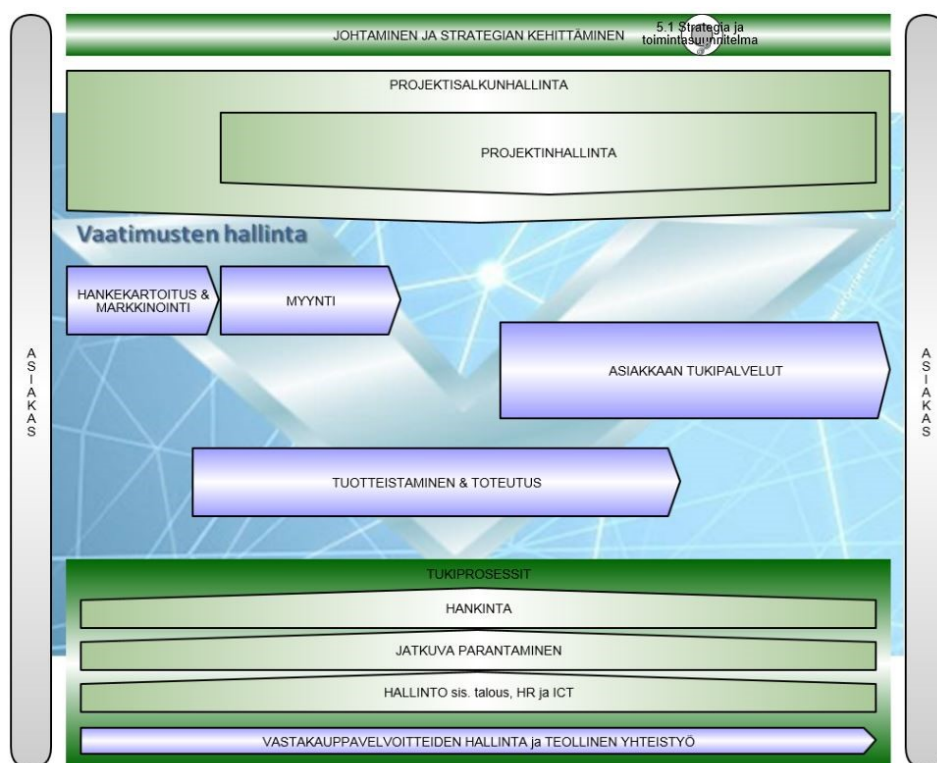 JOHTAMINEN JA STRATEGIAN KEHITTÄMINEN
5.1 Strategia ja
toimintasuunnitelma
PROJEKTISALKUNHALLINTA
PROJEKTINHALLINTA
Vaatimusten hallinta
HANKEKARTOITUS &
MARKKINOINTI
MYYNTI
ASIAKAS
ASIAKKAAN TUKIPALVELUT
ASIAKAS
TUOTTEISTAMINEN & TOTEUTUS
TUKIPROSESSIT
HANKINTA
JATKUVA PARANTAMINEN
HALLINTO sis. talous, HR ja ICT
VASTAKAUPPAVELVOITTEIDEN HALLINTA ja TEOLLINEN YHTEISTYÖ